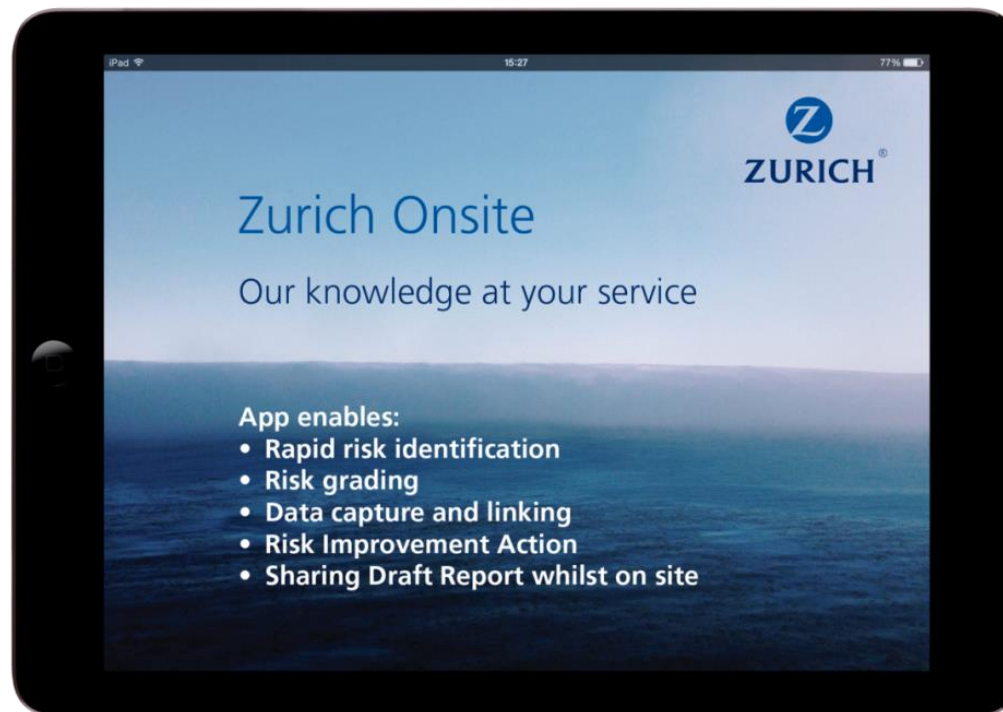 iPad 15:27 77%
Z
ZURICH®
Zurich Onsite
Our knowledge at your service
App enables:
• Rapid risk identification
• Risk grading
• Data capture and linking
• Risk Improvement Action
• Sharing Draft Report whilst on site